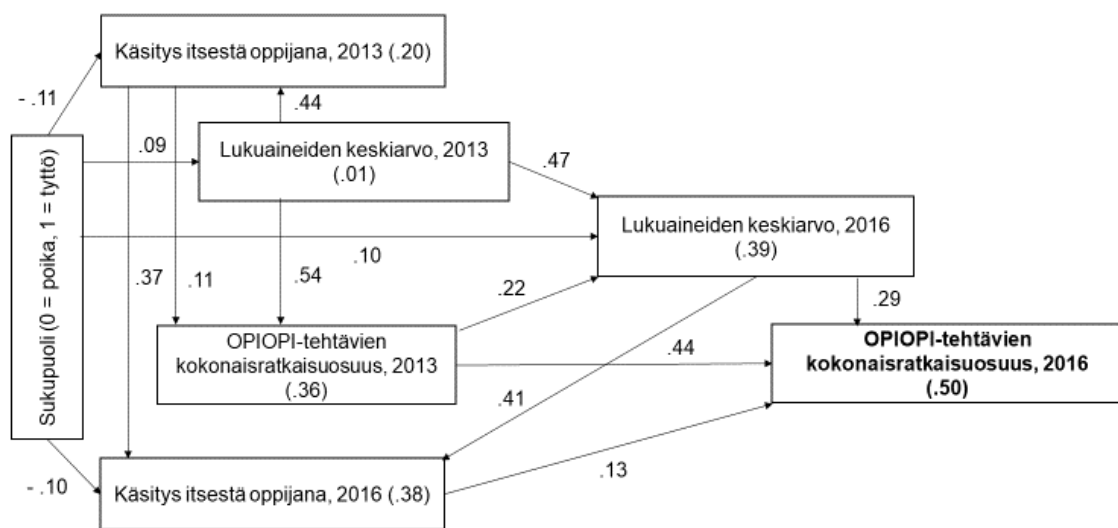 Käsitys itsestä oppijana, 2013 (.20)
- .11
.44
Lukuaineiden keskiarvo, 2013
(.01)
.09
.47
Sukupuoli (0 = poika, 1 = tyttö)
Lukuaineiden keskiarvo, 2016
(.39)
.10
.37
.11
.54
.22
.29
OPIOPI-tehtävien
kokonaisratkaisuosuus, 2013
(.36)
.44
OPIOPI-tehtävien
kokonaisratkaisuosuus, 2016
(.50)
.41
.13
- .10
Käsitys itsestä oppijana, 2016 (.38)